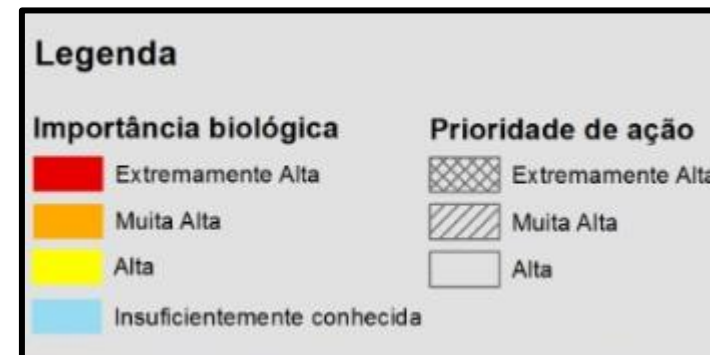 Legenda
Importância biológica
Extremamente Alta
Muita Alta
Alta
Insuficientemente conhecida
Prioridade de ação
Extremamente Alta
Muita Alta
Alta